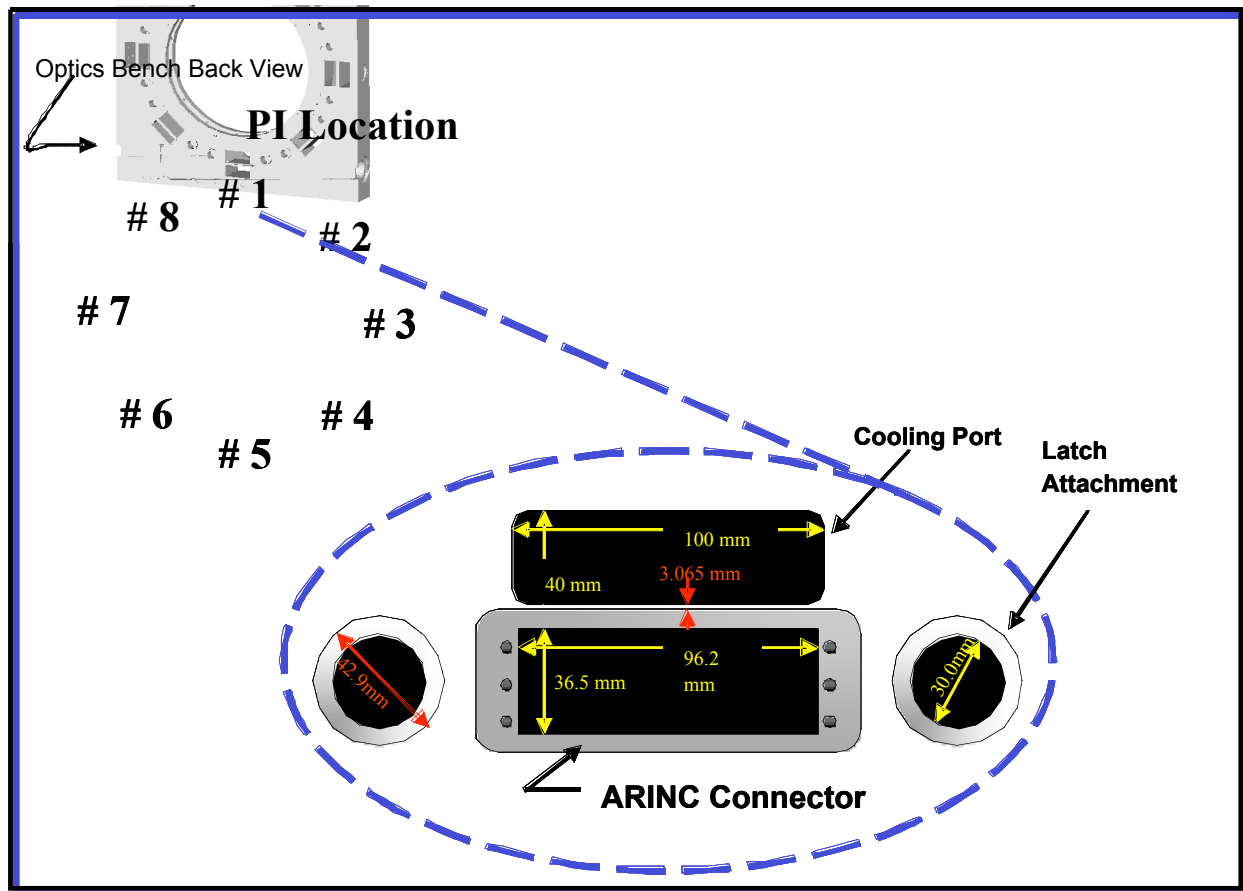 Optics Bench Back View
PI Location
# 1
# 8
# 2
# 7
# 3
# 6
# 4
# 5
Cooling Port
Latch
Attachment
100 mm
3.065 mm
40 mm
96.2
mm
36.5 mm
42.9mm
30.0mm
ARINC Connector